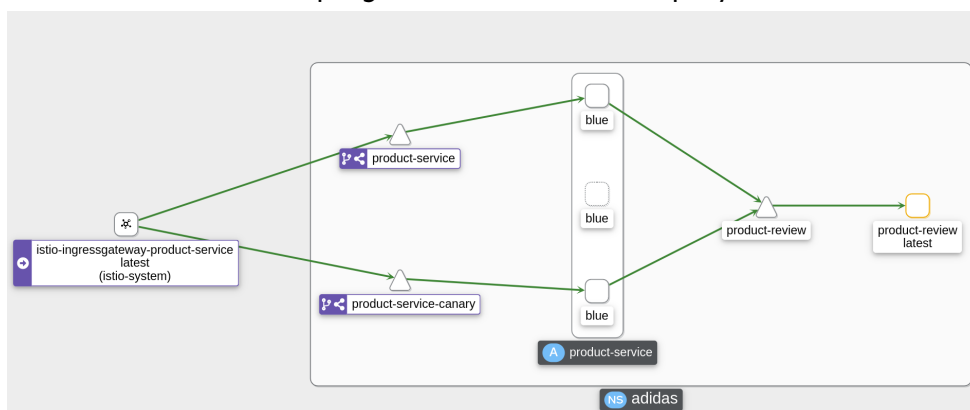 blue
product-service
blue
istio-ingressgateway-product-service
latest
(istio-system)
product-review
product-review
latest
product-service-canary
blue
A product-service
NS adidas